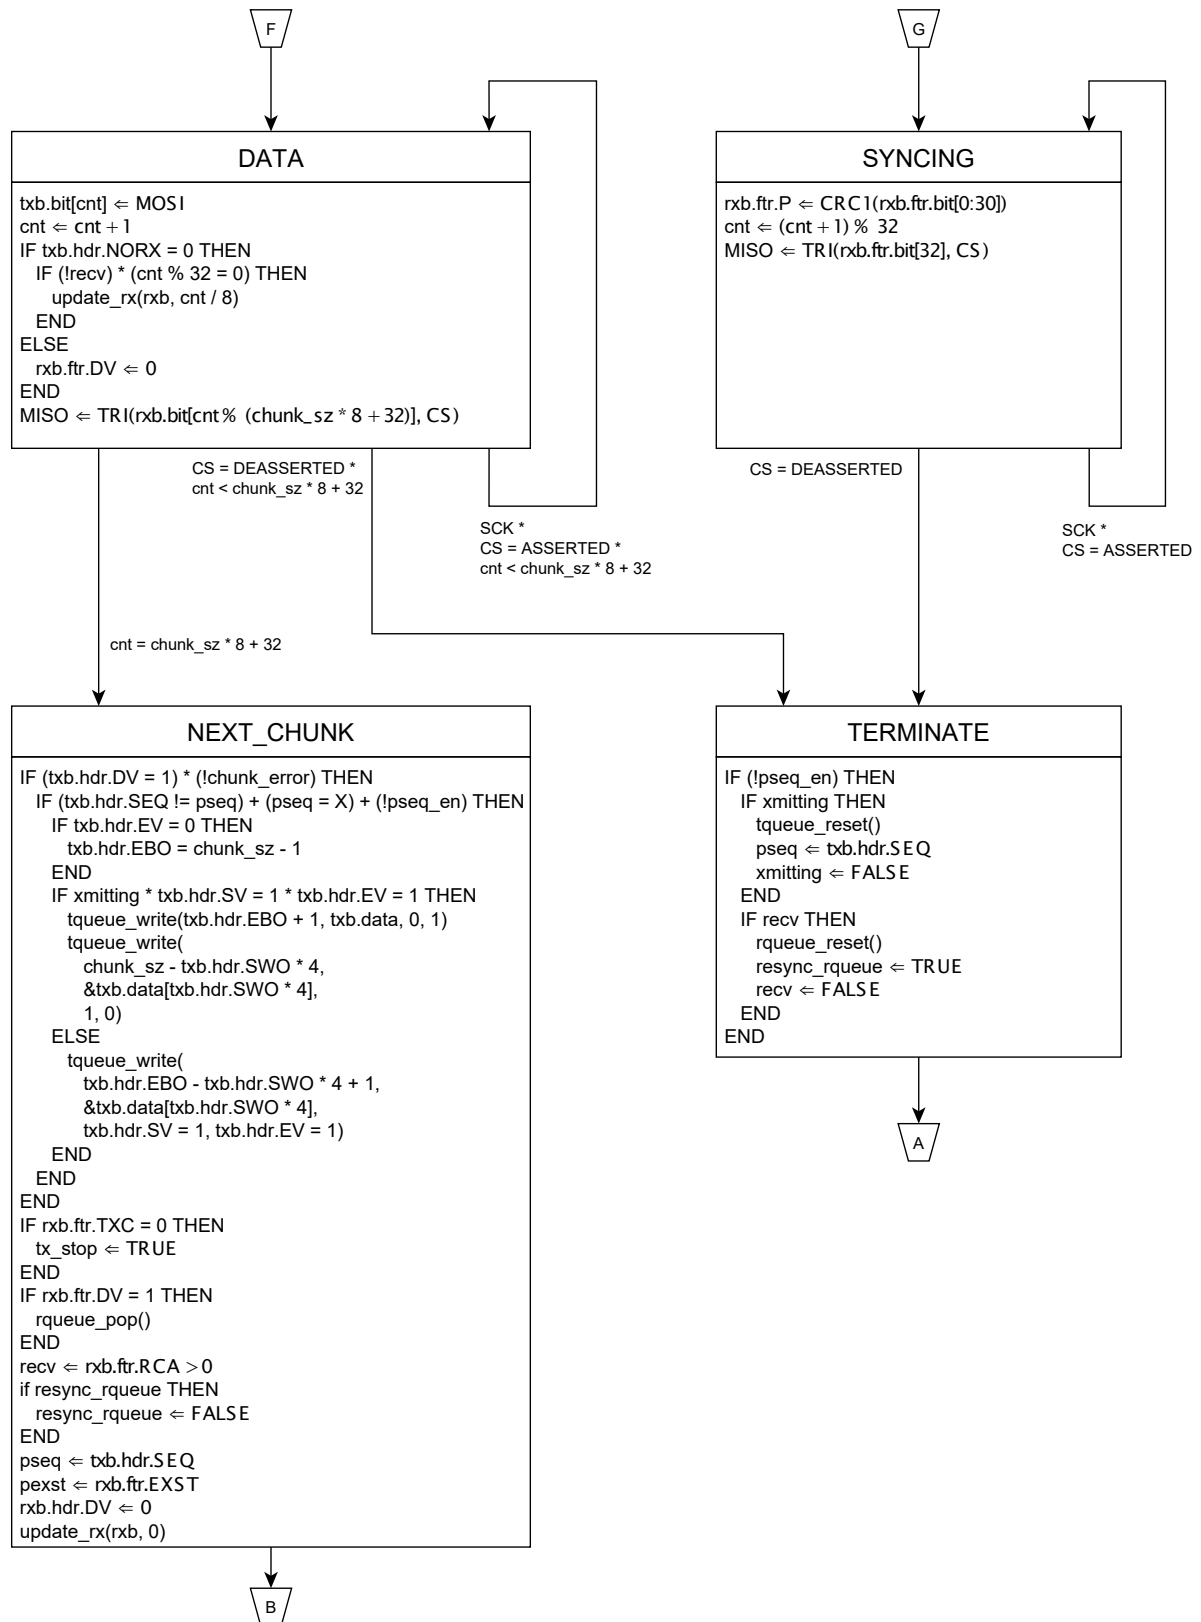 F
G
DATA
txb.bit[cnt] ⇐ MOSI
cnt ⇐ cnt + 1
IF txb.hdr.NORX = 0 THEN
IF (!recv) * (cnt % 32 = 0) THEN
update_rx(rxb, cnt / 8)
END
ELSE
rxb.ftr.DV ⇐ 0
END
MISO ⇐ TRI(rxb.bit[cnt% (chunk_sz * 8 + 32)], CS)
SYNCING
rxb.ftr.P ⇐ CRC1(rxb.ftr.bit[0:30])
cnt ⇐ (cnt + 1) % 32
MISO ⇐ TRI(rxb.ftr.bit[32], CS)
CS = DEASSERTED *
cnt < chunk_sz * 8 + 32
SCK *
CS = ASSERTED *
cnt < chunk_sz * 8 + 32
CS = DEASSERTED
SCK *
CS = ASSERTED
cnt = chunk_sz * 8 + 32
NEXT_CHUNK
IF (txb.hdr.DV = 1) * (!chunk_error) THEN
IF (txb.hdr.SEQ != pseq) + (pseq = X) + (!pseq_en) THEN
IF txb.hdr.EV = 0 THEN
txb.hdr.EBO = chunk_sz - 1
END
IF xmitting * txb.hdr.SV = 1 * txb.hdr.EV = 1 THEN
tqueue_write(txb.hdr.EBO + 1, txb.data, 0, 1)
tqueue_write(
chunk_sz - txb.hdr.SWO * 4,
&txb.data[txb.hdr.SWO * 4],
1, 0)
ELSE
tqueue_write(
txb.hdr.EBO - txb.hdr.SWO * 4 + 1,
&txb.data[txb.hdr.SWO * 4],
txb.hdr.SV = 1, txb.hdr.EV = 1)
END
END
END
IF rxb.ftr.TXC = 0 THEN
tx_stop ⇐ TRUE
END
IF rxb.ftr.DV = 1 THEN
rqueue_pop()
END
recv ⇐ rxb.ftr.RCA > 0
if resync_rqueue THEN
resync_rqueue ⇐ FALSE
END
pseq ⇐ txb.hdr.SEQ
pexst ⇐ rxb.ftr.EXST
rxb.hdr.DV ⇐ 0
update_rx(rxb, 0)
TERMINATE
IF (!pseq_en) THEN
IF xmitting THEN
tqueue_reset()
pseq ⇐ txb.hdr.SEQ
xmitting ⇐ FALSE
END
IF recv THEN
rqueue_reset()
resync_rqueue ⇐ TRUE
recv ⇐ FALSE
END
END
A
B